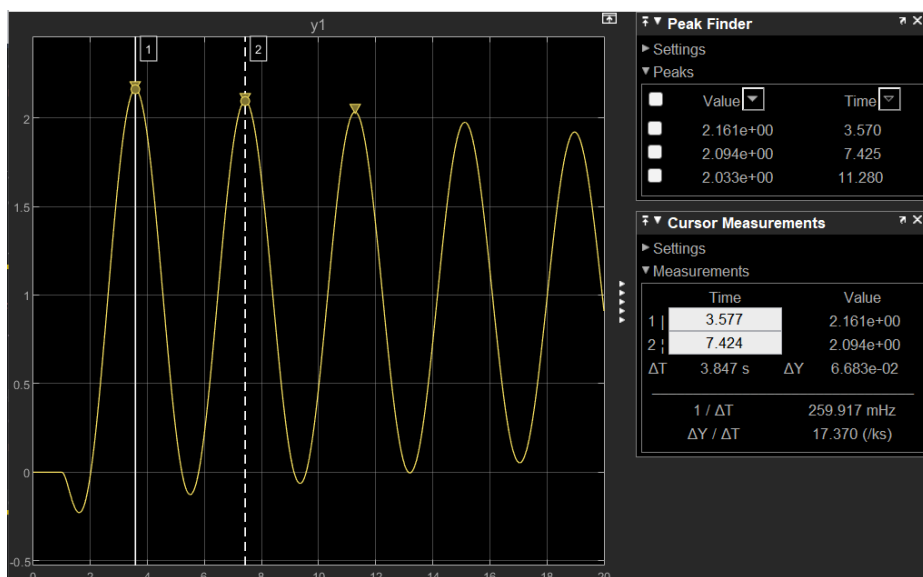 y1
1
2
2
1.5
1
0.5
0
-0.5
0
2
4
6
8
10
12
14
16
18
20
Peak Finder
Settings
Peaks
Value Time
2.161e+00 3.570
2.094e+00 7.425
2.033e+00 11.280
Cursor Measurements
Settings
Measurements
Time Value
1 | 3.577 2.161e+00
2 ¦ 7.424 2.094e+00
ΔT 3.847 s ΔY 6.683e-02
1 / ΔT 259.917 mHz
ΔY / ΔT 17.370 (/ks)